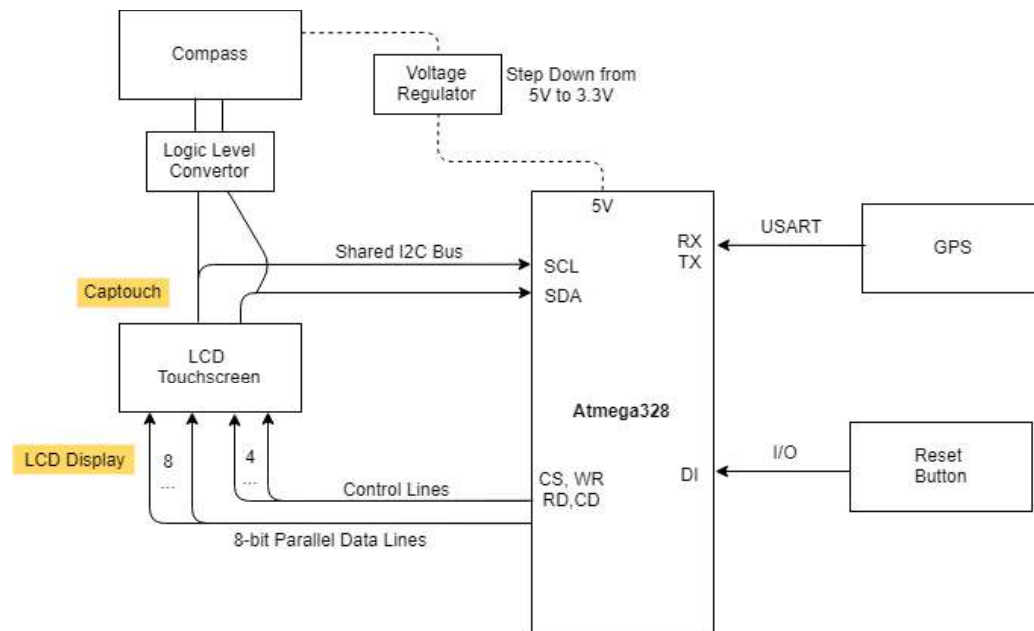 Compass
Voltage
Regulator
Step Down from
5V to 3.3V
Logic Level
Convertor
5V
USART
RX
TX
GPS
Shared I2C Bus
SCL
SDA
Captouch
LCD
Touchscreen
Atmega328
LCD Display
8
...
4
...
I/O
Reset
Button
DI
CS, WR
RD,CD
Control Lines
8-bit Parallel Data Lines